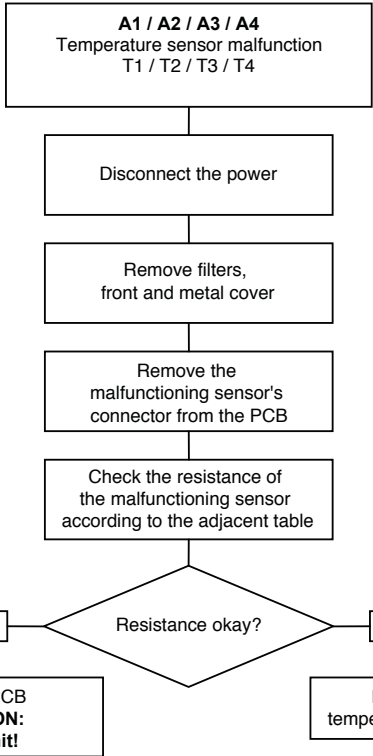 A1 / A2 / A3 / A4
Temperature sensor malfunction
T1 / T2 / T3 / T4
Disconnect the power
Remove filters,
front and metal cover
Remove the
malfunctioning sensor's
connector from the PCB
Check the resistance of
the malfunctioning sensor
according to the adjacent table
Resistance okay?